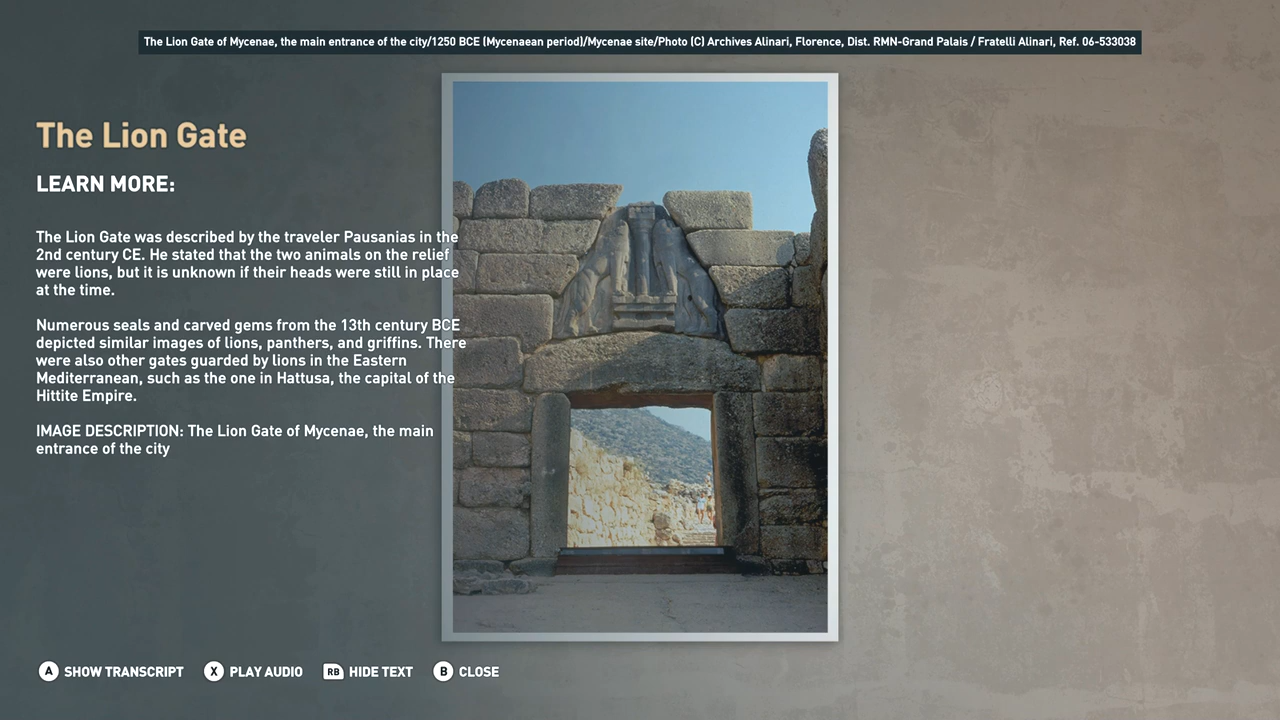 The Lion Gate of Mycenae, the main entrance of the city/1250 BCE (Mycenaean period)/Mycenae site/Photo (C) Archives Alinari, Florence, Dist. RMN-Grand Palais / Fratelli Alinari, Ref. 06-533038
The Lion Gate
LEARN MORE:
The Lion Gate was described by the traveler Pausanias in the
2nd century CE. He stated that the two animals on the relief
were lions, but it is unknown if their heads were still in place
at the time.
Numerous seals and carved gems from the 13th century BCE
depicted similar images of lions, panthers, and griffins. There
were also other gates guarded by lions in the Eastern
Mediterranean, such as the one in Hattusa, the capital of the
Hittite Empire.
IMAGE DESCRIPTION: The Lion Gate of Mycenae, the main
entrance of the city
A SHOW TRANSCRIPT X PLAY AUDIO RB HIDE TEXT B CLOSE